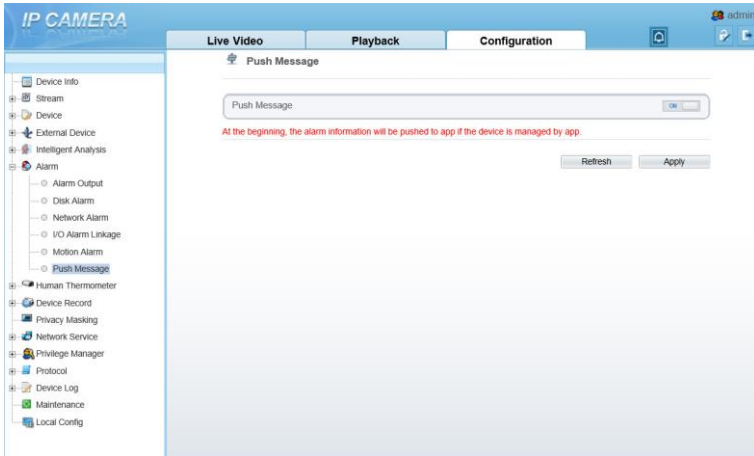 IP CAMERA
admin
Live Video
Playback
Configuration
Push Message
Device Info
Stream
Device
External Device
Intelligent Analysis
Alarm
Alarm Output
Disk Alarm
Network Alarm
I/O Alarm Linkage
Motion Alarm
Push Message
Human Thermometer
Device Record
Privacy Masking
Network Service
Privilege Manager
Protocol
Device Log
Maintenance
Local Config
Push Message
ON
At the beginning, the alarm information will be pushed to app if the device is managed by app.
Refresh
Apply